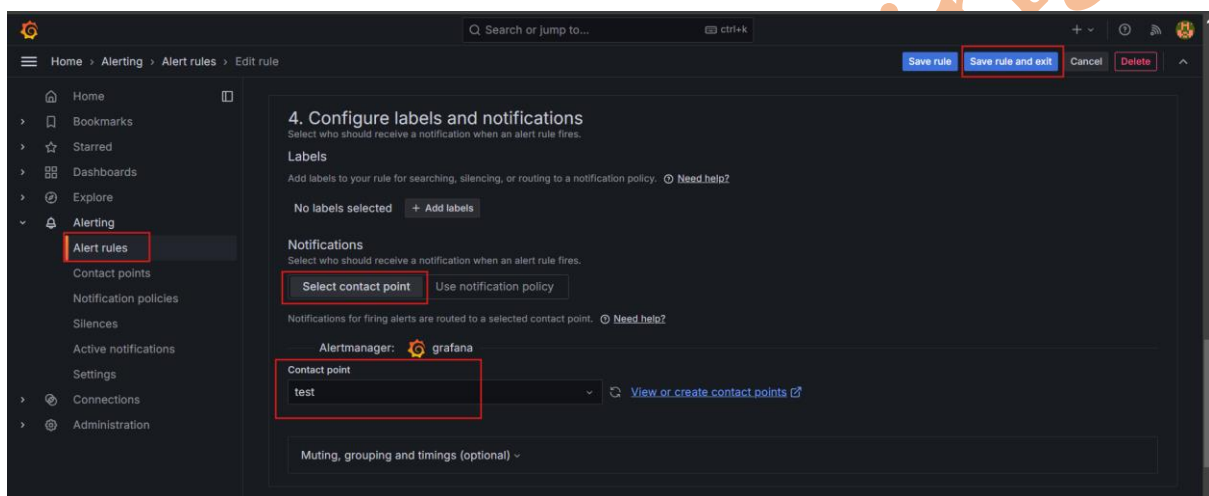 Search or jump to... ctrl+k
Home › Alerting › Alert rules › Edit rule Save rule Save rule and exit Cancel Delete
Home
Bookmarks
Starred
Dashboards
Explore
Alerting
Alert rules
Contact points
Notification policies
Silences
Active notifications
Settings
Connections
Administration
4. Configure labels and notifications
Select who should receive a notification when an alert rule fires.
Labels
Add labels to your rule for searching, silencing, or routing to a notification policy. Need help?
No labels selected + Add labels
Notifications
Select who should receive a notification when an alert rule fires.
Select contact point Use notification policy
Notifications for firing alerts are routed to a selected contact point. Need help?
Alertmanager: grafana
Contact point
test View or create contact points
Muting, grouping and timings (optional)